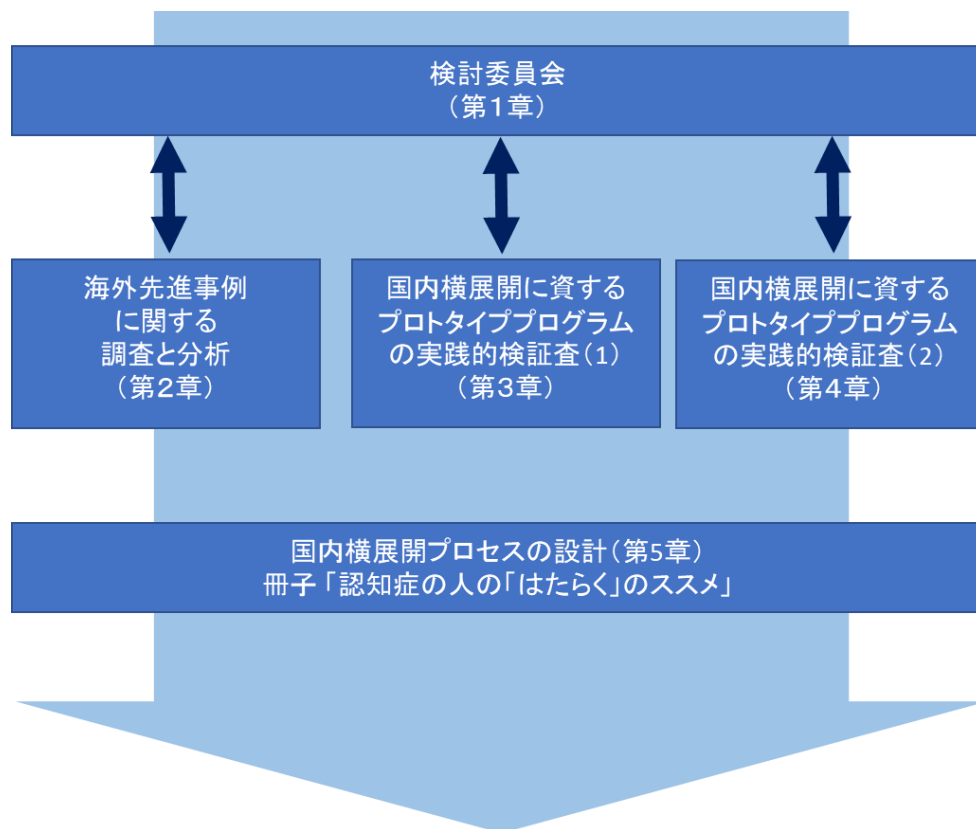 検討委員会
（第１章）
海外先進事例
に関する
調査と分析
（第２章）
国内横展開に資する
プロトタイププログラム
の実践的検証査（1）
（第３章）
国内横展開に資する
プロトタイププログラム
の実践的検証査（2）
（第４章）
国内横展開プロセスの設計（第5章）
冊子「認知症の人の「はたらく」のススメ」